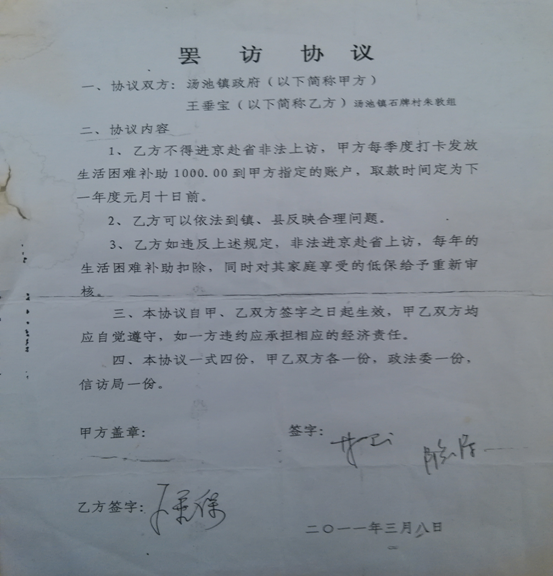 罢访协议
一、协议双方：汤池镇政府（以下简称甲方）
王垂宝（以下简称乙方）汤池镇石牌村朱敦组
二、协议内容
1、乙方不得进京赴省非法上访，甲方每季度打卡发放
生活困难补助1000.00到甲方指定的账户，取款时间定为下
一年度元月十日前。
2、乙方可以依法到镇、县反映合理问题。
3、乙方如违反上述规定，非法进京赴省上访，每年的
生活困难补助扣除，同时对其家庭享受的低保给予重新审
核。
三、本协议自甲、乙双方签字之日起生效，甲乙双方均
应自觉遵守，如一方违约应承担相应的经济责任。
四、本协议一式四份，甲乙双方各一份，政法委一份，
信访局一份。
甲方盖章：
签字：
乙方签字：
二〇一一年三月八日